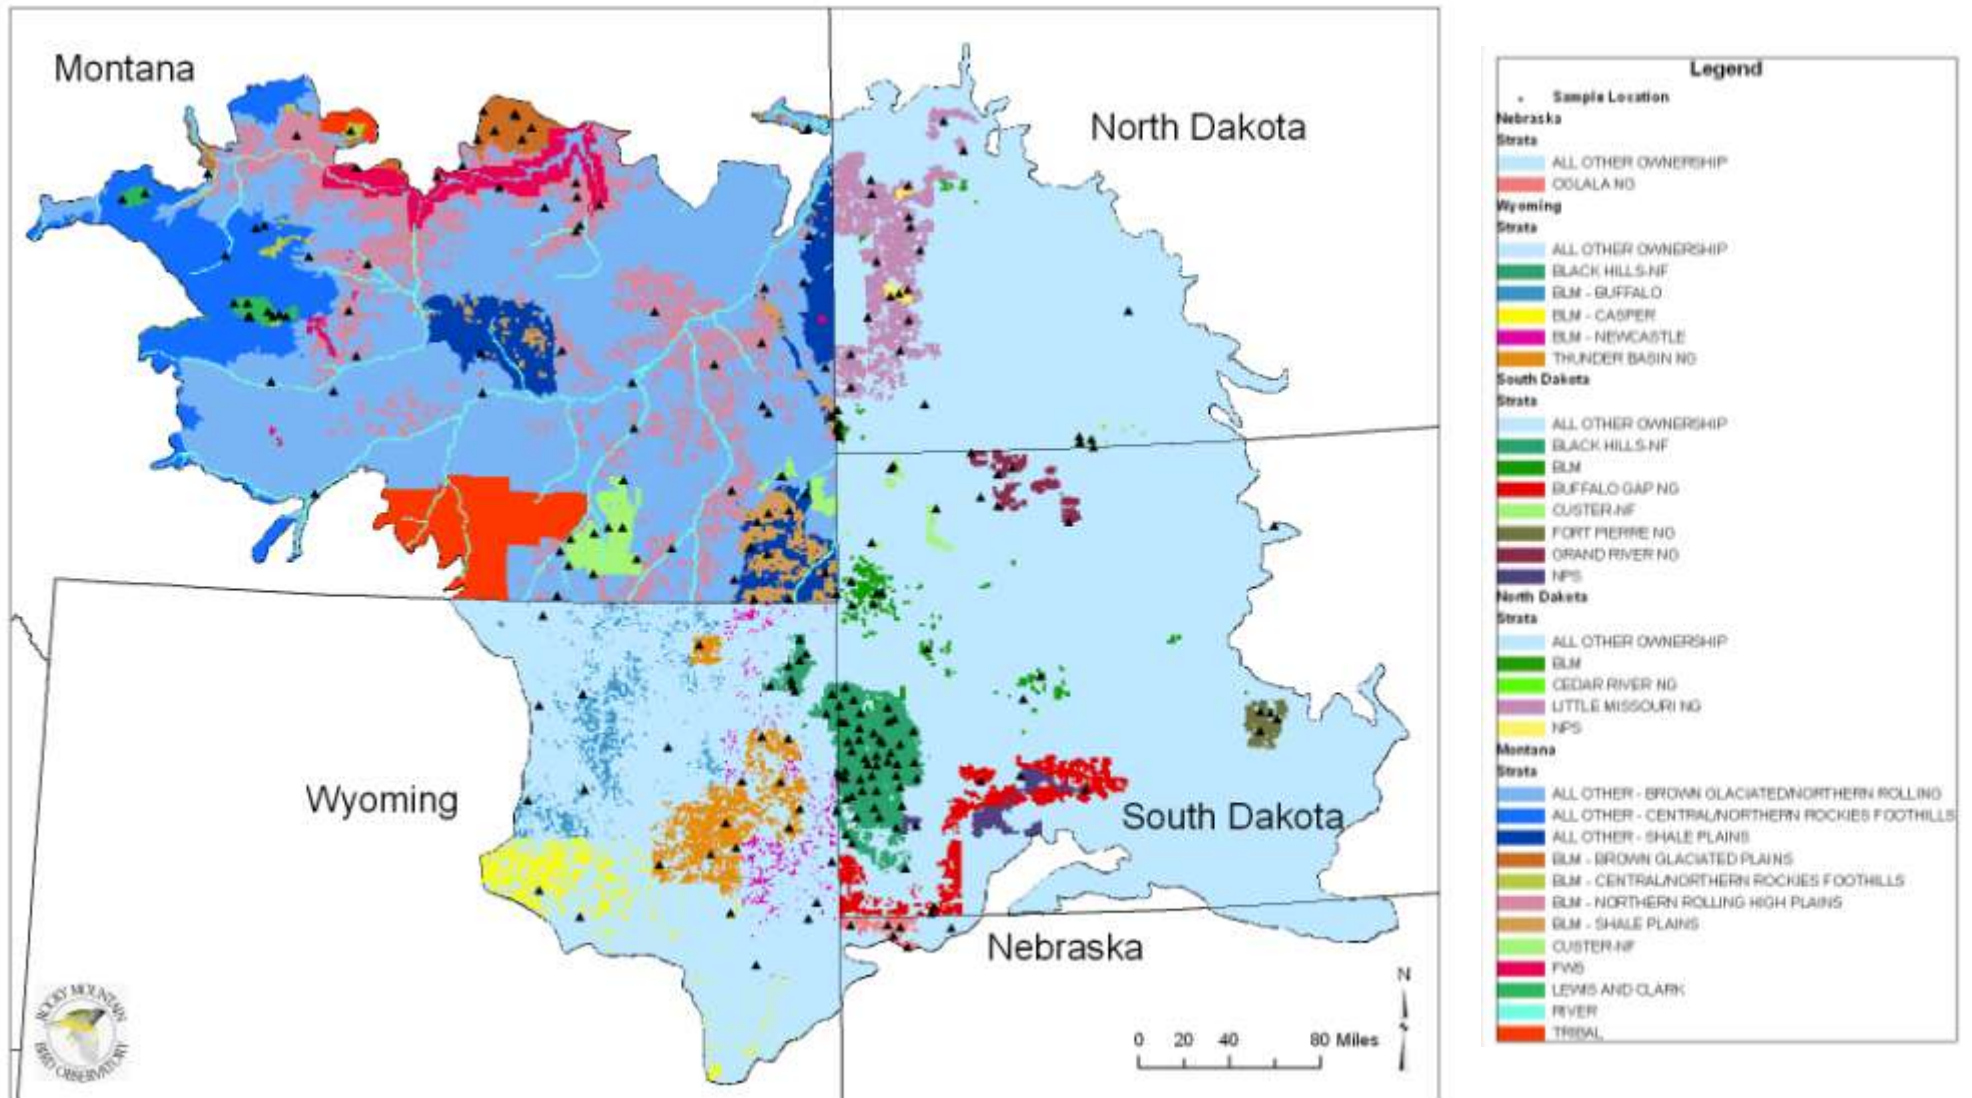 Montana
North Dakota
Wyoming
South Dakota
Nebraska
N
0 20 40 80 Miles
ROCKY MOUNTAIN
BIRD OBSERVATORY
Legend
Sample Location
Nebraska
Strata
ALL OTHER OWNERSHIP
OGLALA NG
Wyoming
Strata
ALL OTHER OWNERSHIP
BLACK HILLS-NF
BLM - BUFFALO
BLM - CASPER
BLM - NEWCASTLE
THUNDER BASIN NG
South Dakota
Strata
ALL OTHER OWNERSHIP
BLACK HILLS-NF
BLM
BUFFALO GAP NG
CUSTER-NF
FORT PIERRE NG
GRAND RIVER NG
NPS
North Dakota
Strata
ALL OTHER OWNERSHIP
BLM
CEDAR RIVER NG
LITTLE MISSOURI NG
NPS
Montana
Strata
ALL OTHER - BROWN GLACIATED/NORTHERN ROLLING
ALL OTHER - CENTRAL/NORTHERN ROCKIES FOOTHILLS
ALL OTHER - SHALE PLAINS
BLM - BROWN GLACIATED PLAINS
BLM - CENTRAL/NORTHERN ROCKIES FOOTHILLS
BLM - NORTHERN ROLLING HIGH PLAINS
BLM - SHALE PLAINS
CUSTER-NF
FWS
LEWIS AND CLARK
RIVER
TRIBAL